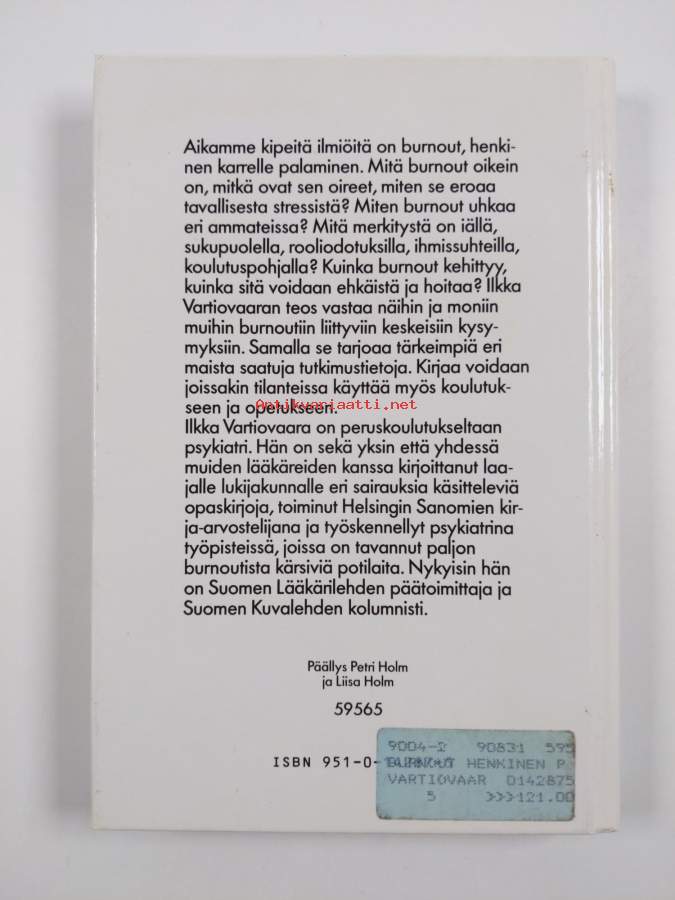 Aikamme kipeitä ilmiöitä on burnout, henki-
nen karrelle palaminen. Mitä burnout oikein
on, mitkä ovat sen oireet, miten se eroaa
tavallisesta stressistä? Miten burnout uhkaa
eri ammateissa? Mitä merkitystä on iällä,
sukupuolella, rooliodotuksilla, ihmissuhteilla,
koulutuspohjalla? Kuinka burnout kehittyy,
kuinka sitä voidaan ehkäistä ja hoitaa? Ilkka
Vartiovaaran teos vastaa näihin ja moniin
muihin burnoutiin liittyviin keskeisiin kysy-
myksiin. Samalla se tarjoaa tärkeimpiä eri
maista saatuja tutkimustietoja. Kirjaa voidaan
joissakin tilanteissa käyttää myös koulutuk-
Antikvariaatti.net
seen ja opetukseen.
Ilkka Vartiovaara on peruskoulutukseltaan
psykiatri. Hän on sekä yksin että yhdessä
muiden lääkäreiden kanssa kirjoittanut laa-
jalle lukijakunnalle eri sairauksia käsitteleviä
opaskirjoja, toiminut Helsingin Sanomien kir-
ja-arvostelijana ja työskennellyt psykiatrina
työpisteissä, joissa on tavannut paljon
burnoutista kärsiviä potilaita. Nykyisin hän
on Suomen Lääkärilehden päätoimittaja ja
Suomen Kuvalehden kolumnisti.
Päällys Petri Holm
ja Liisa Holm
59565
9004-2 90831 595
ISBN 951-0-
BURNOUT HENKINEN P
VARTIOVAAR D142875
5 >>>121.00